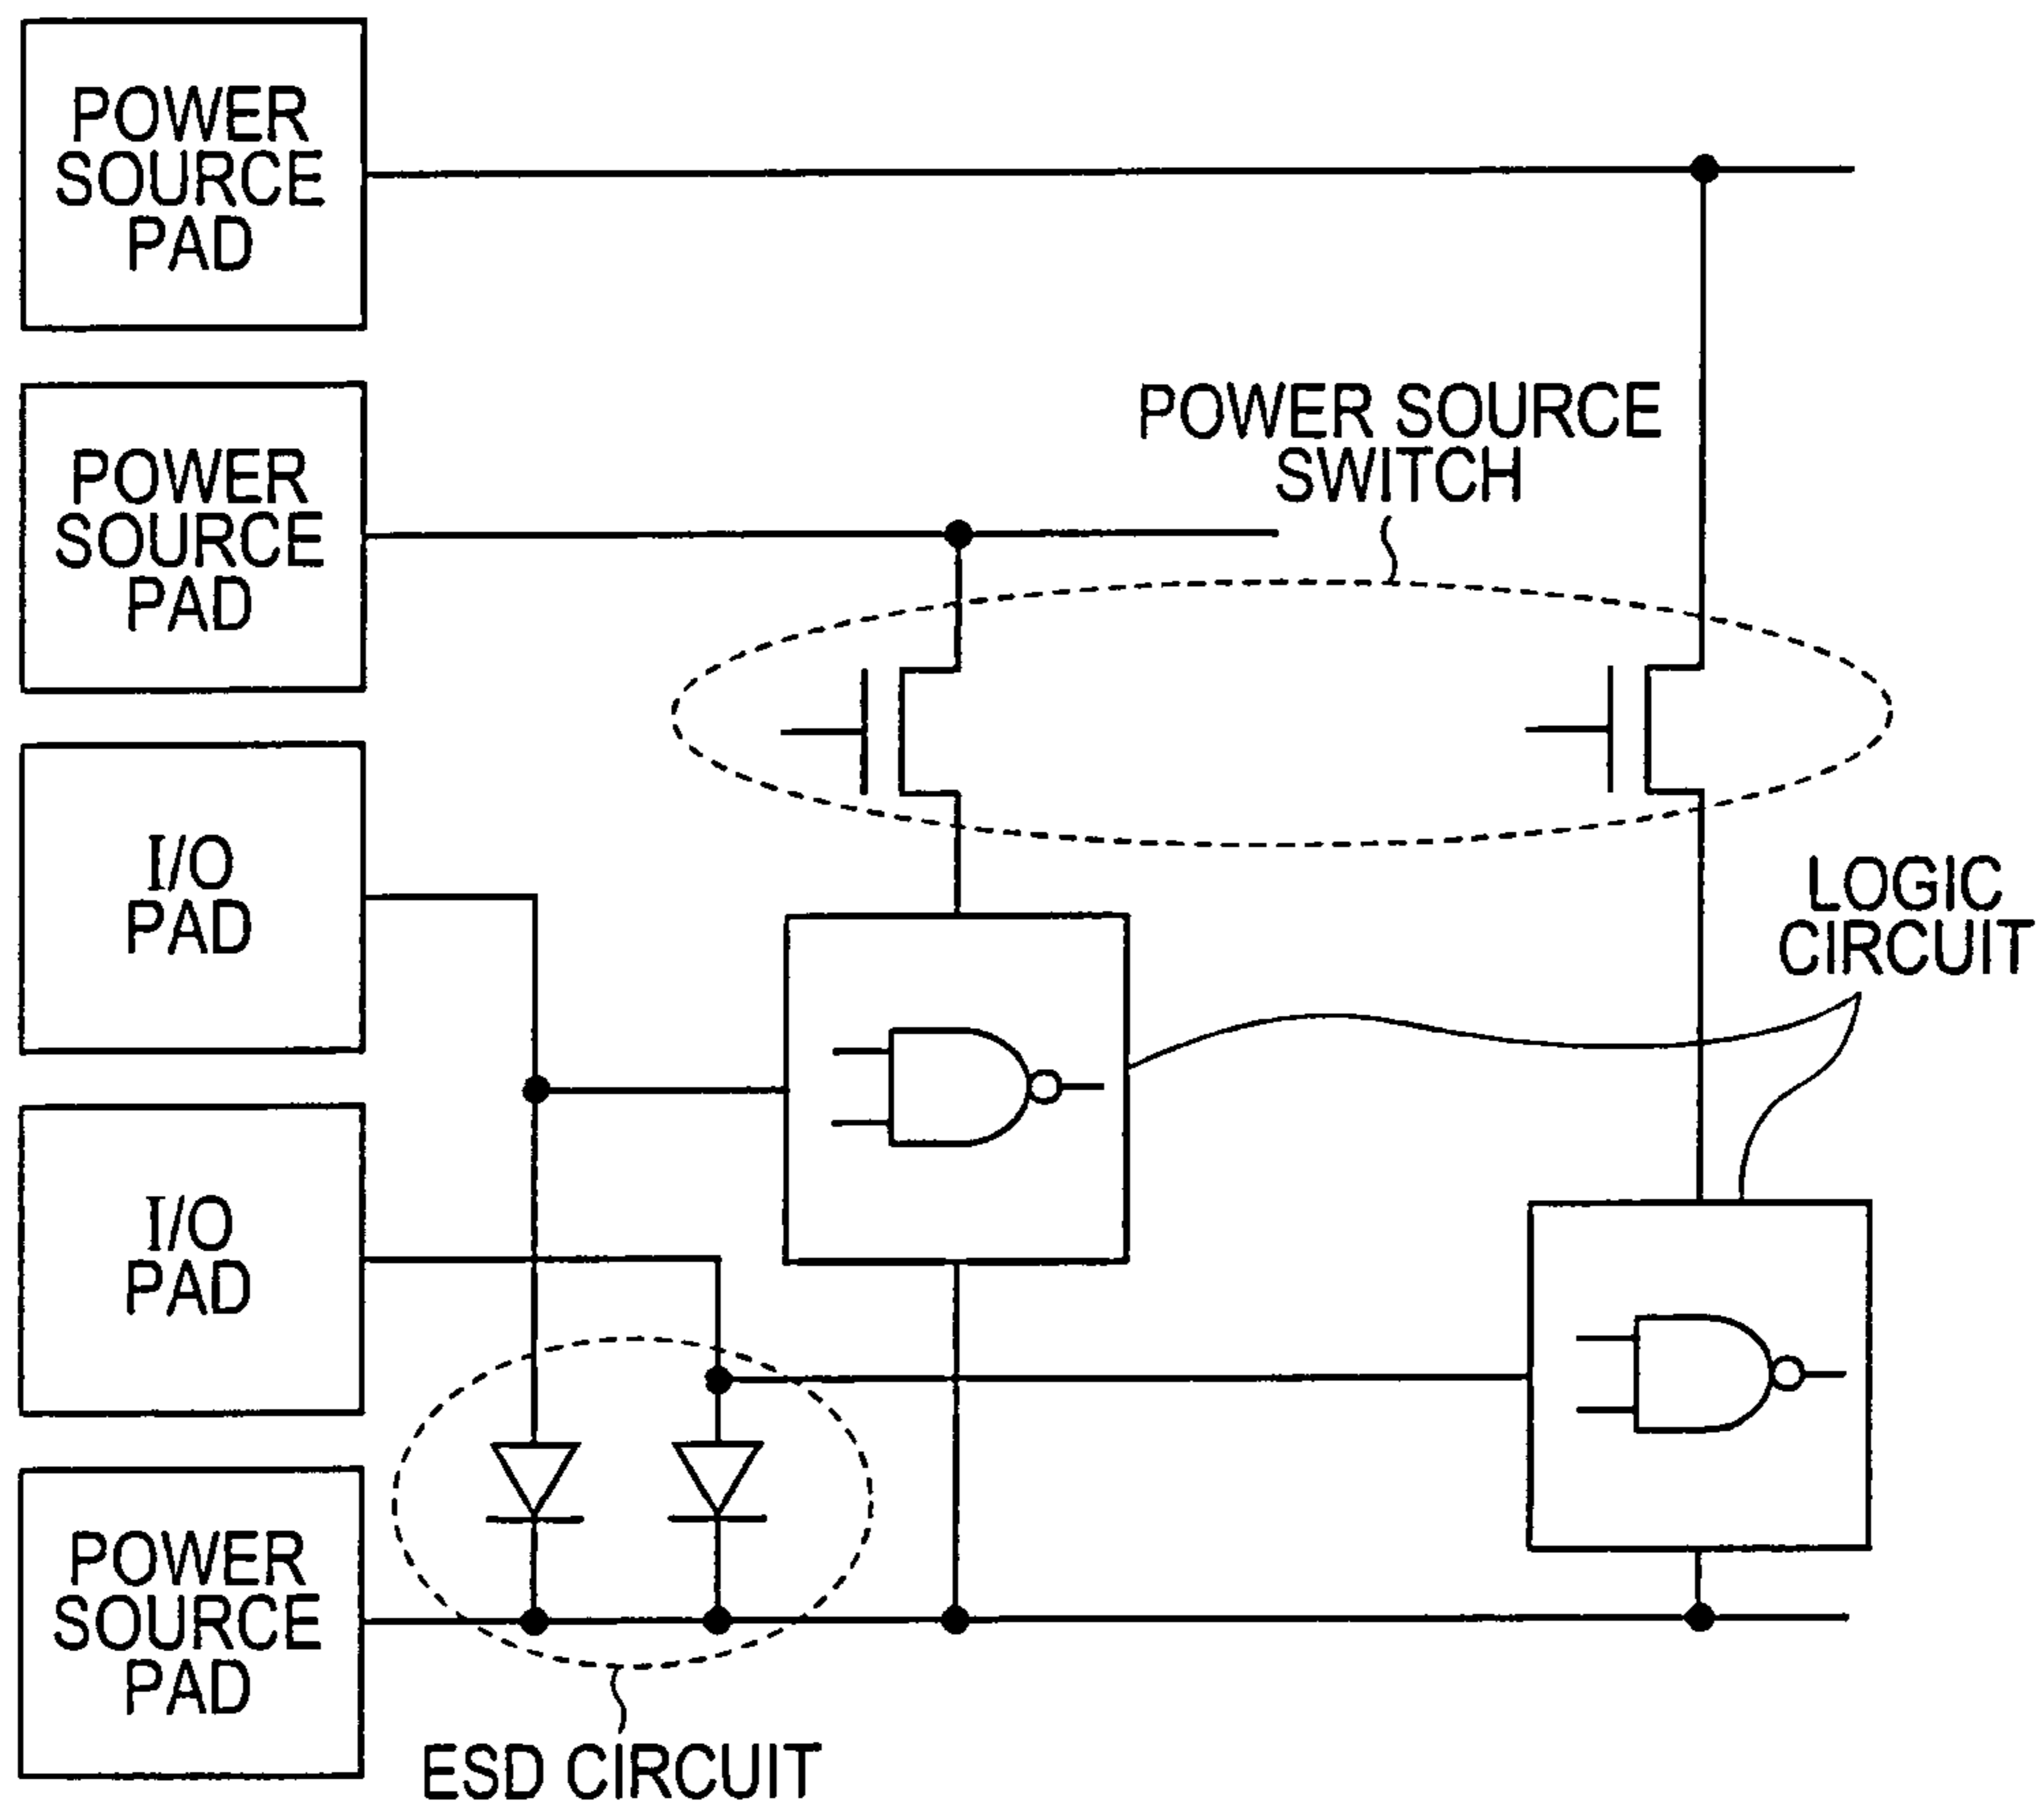 POWER
SOURCE
PAD
POWER
SOURCE
PAD
POWER SOURCE
SWITCH
I/O
PAD
LOGIC
CIRCUIT
I/O
PAD
POWER
SOURCE
PAD
ESD CIRCUIT